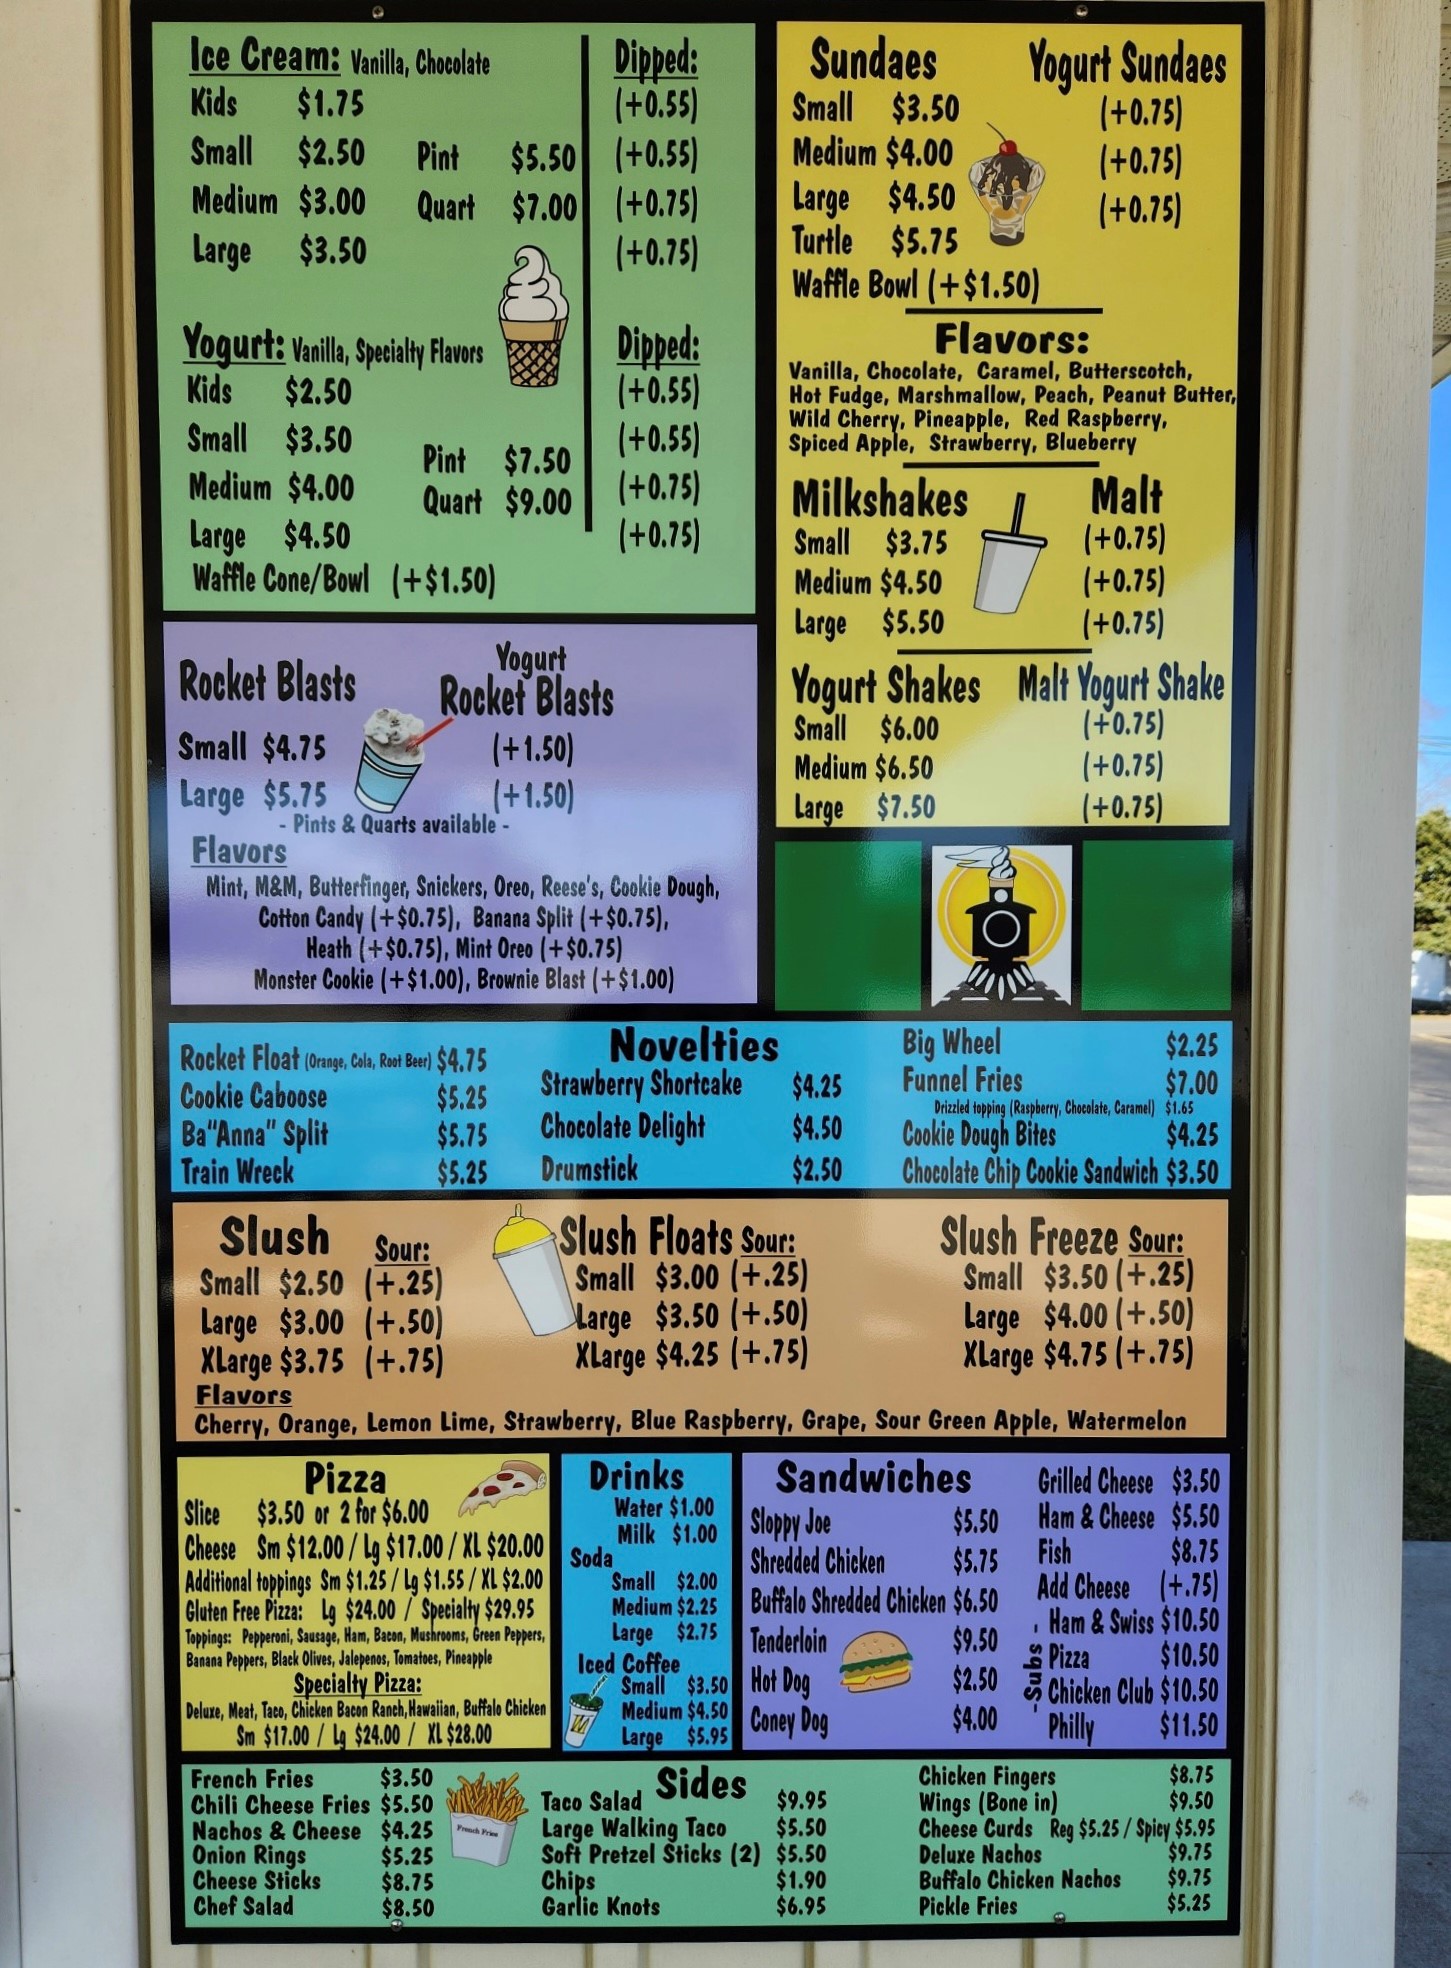 Ice Cream: Vanilla, Chocolate Dipped:
Kids $1.75 (+0.55)
Small $2.50 Pint $5.50 (+0.55)
Medium $3.00 Quart $7.00 (+0.75)
Large $3.50 (+0.75)
Yogurt: Vanilla, Specialty Flavors Dipped:
Kids $2.50 (+0.55)
Small $3.50 Pint $7.50 (+0.55)
Medium $4.00 Quart $9.00 (+0.75)
Large $4.50 (+0.75)
Waffle Cone/Bowl (+$1.50)
Sundaes Yogurt Sundaes
Small $3.50 (+0.75)
Medium $4.00 (+0.75)
Large $4.50 (+0.75)
Turtle $5.75
Waffle Bowl (+$1.50)
Flavors:
Vanilla, Chocolate, Caramel, Butterscotch,
Hot Fudge, Marshmallow, Peach, Peanut Butter,
Wild Cherry, Pineapple, Red Raspberry,
Spiced Apple, Strawberry, Blueberry
Milkshakes Malt
Small $3.75 (+0.75)
Medium $4.50 (+0.75)
Large $5.50 (+0.75)
Yogurt Shakes Malt Yogurt Shake
Small $6.00 (+0.75)
Medium $6.50 (+0.75)
Large $7.50 (+0.75)
Rocket Blasts Yogurt Rocket Blasts
Small $4.75 (+1.50)
Large $5.75 (+1.50)
- Pints & Quarts available -
Flavors
Mint, M&M, Butterfinger, Snickers, Oreo, Reese's, Cookie Dough,
Cotton Candy (+$0.75), Banana Split (+$0.75),
Heath (+$0.75), Mint Oreo (+$0.75)
Monster Cookie (+$1.00), Brownie Blast (+$1.00)
Novelties
Rocket Float (Orange, Cola, Root Beer) $4.75
Cookie Caboose $5.25
Ba"Anna" Split $5.75
Train Wreck $5.25
Strawberry Shortcake $4.25
Chocolate Delight $4.50
Drumstick $2.50
Big Wheel $2.25
Funnel Fries $7.00
Drizzled topping (Raspberry, Chocolate, Caramel) $1.65
Cookie Dough Bites $4.25
Chocolate Chip Cookie Sandwich $3.50
Slush Sour:
Small $2.50 (+.25)
Large $3.00 (+.50)
XLarge $3.75 (+.75)
Slush Floats Sour:
Small $3.00 (+.25)
Large $3.50 (+.50)
XLarge $4.25 (+.75)
Slush Freeze Sour:
Small $3.50 (+.25)
Large $4.00 (+.50)
XLarge $4.75 (+.75)
Flavors
Cherry, Orange, Lemon Lime, Strawberry, Blue Raspberry, Grape, Sour Green Apple, Watermelon
Pizza
Slice $3.50 or 2 for $6.00
Cheese Sm $12.00 / Lg $17.00 / XL $20.00
Additional toppings Sm $1.25 / Lg $1.55 / XL $2.00
Gluten Free Pizza: Lg $24.00 / Specialty $29.95
Toppings: Pepperoni, Sausage, Ham, Bacon, Mushrooms, Green Peppers,
Banana Peppers, Black Olives, Jalepenos, Tomatoes, Pineapple
Specialty Pizza:
Deluxe, Meat, Taco, Chicken Bacon Ranch, Hawaiian, Buffalo Chicken
Sm $17.00 / Lg $24.00 / XL $28.00
Drinks
Water $1.00
Milk $1.00
Soda
Small $2.00
Medium $2.25
Large $2.75
Iced Coffee
Small $3.50
Medium $4.50
Large $5.95
Sandwiches
Sloppy Joe $5.50
Shredded Chicken $5.75
Buffalo Shredded Chicken $6.50
Tenderloin $9.50
Hot Dog $2.50
Coney Dog $4.00
Grilled Cheese $3.50
Ham & Cheese $5.50
Fish $8.75
Add Cheese (+.75)
-Subs-
Ham & Swiss $10.50
Pizza $10.50
Chicken Club $10.50
Philly $11.50
Sides
French Fries $3.50
Chili Cheese Fries $5.50
Nachos & Cheese $4.25
Onion Rings $5.25
Cheese Sticks $8.75
Chef Salad $8.50
French Fries
Taco Salad $9.95
Large Walking Taco $5.50
Soft Pretzel Sticks (2) $5.50
Chips $1.90
Garlic Knots $6.95
Chicken Fingers $8.75
Wings (Bone in) $9.50
Cheese Curds Reg $5.25 / Spicy $5.95
Deluxe Nachos $9.75
Buffalo Chicken Nachos $9.75
Pickle Fries $5.25